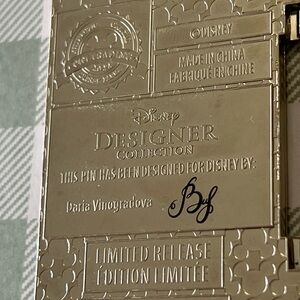 ©DISNEY
MADE IN CHINA
FABRIQUÉ EN CHINE
Disney
DESIGNER
COLLECTION
THIS PIN HAS BEEN DESIGNED FOR DISNEY BY:
Daria Vinogradova
LIMITED RELEASE
ÉDITION LIMITÉE